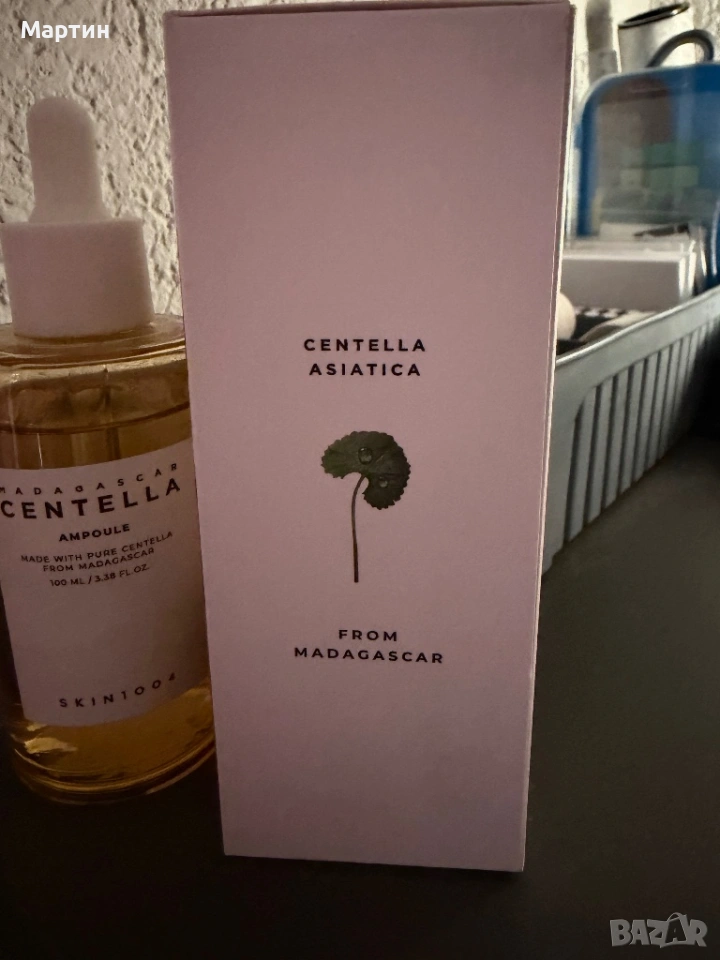 Мартин
CENTELLA
ASIATICA
FROM
MADAGASCAR
MADAGASCAR
CENTELLA
AMPOULE
MADE WITH PURE CENTELLA
FROM MADAGASCAR
100 ML / 3.38 FL.OZ.
SKIN1004
BAZAR